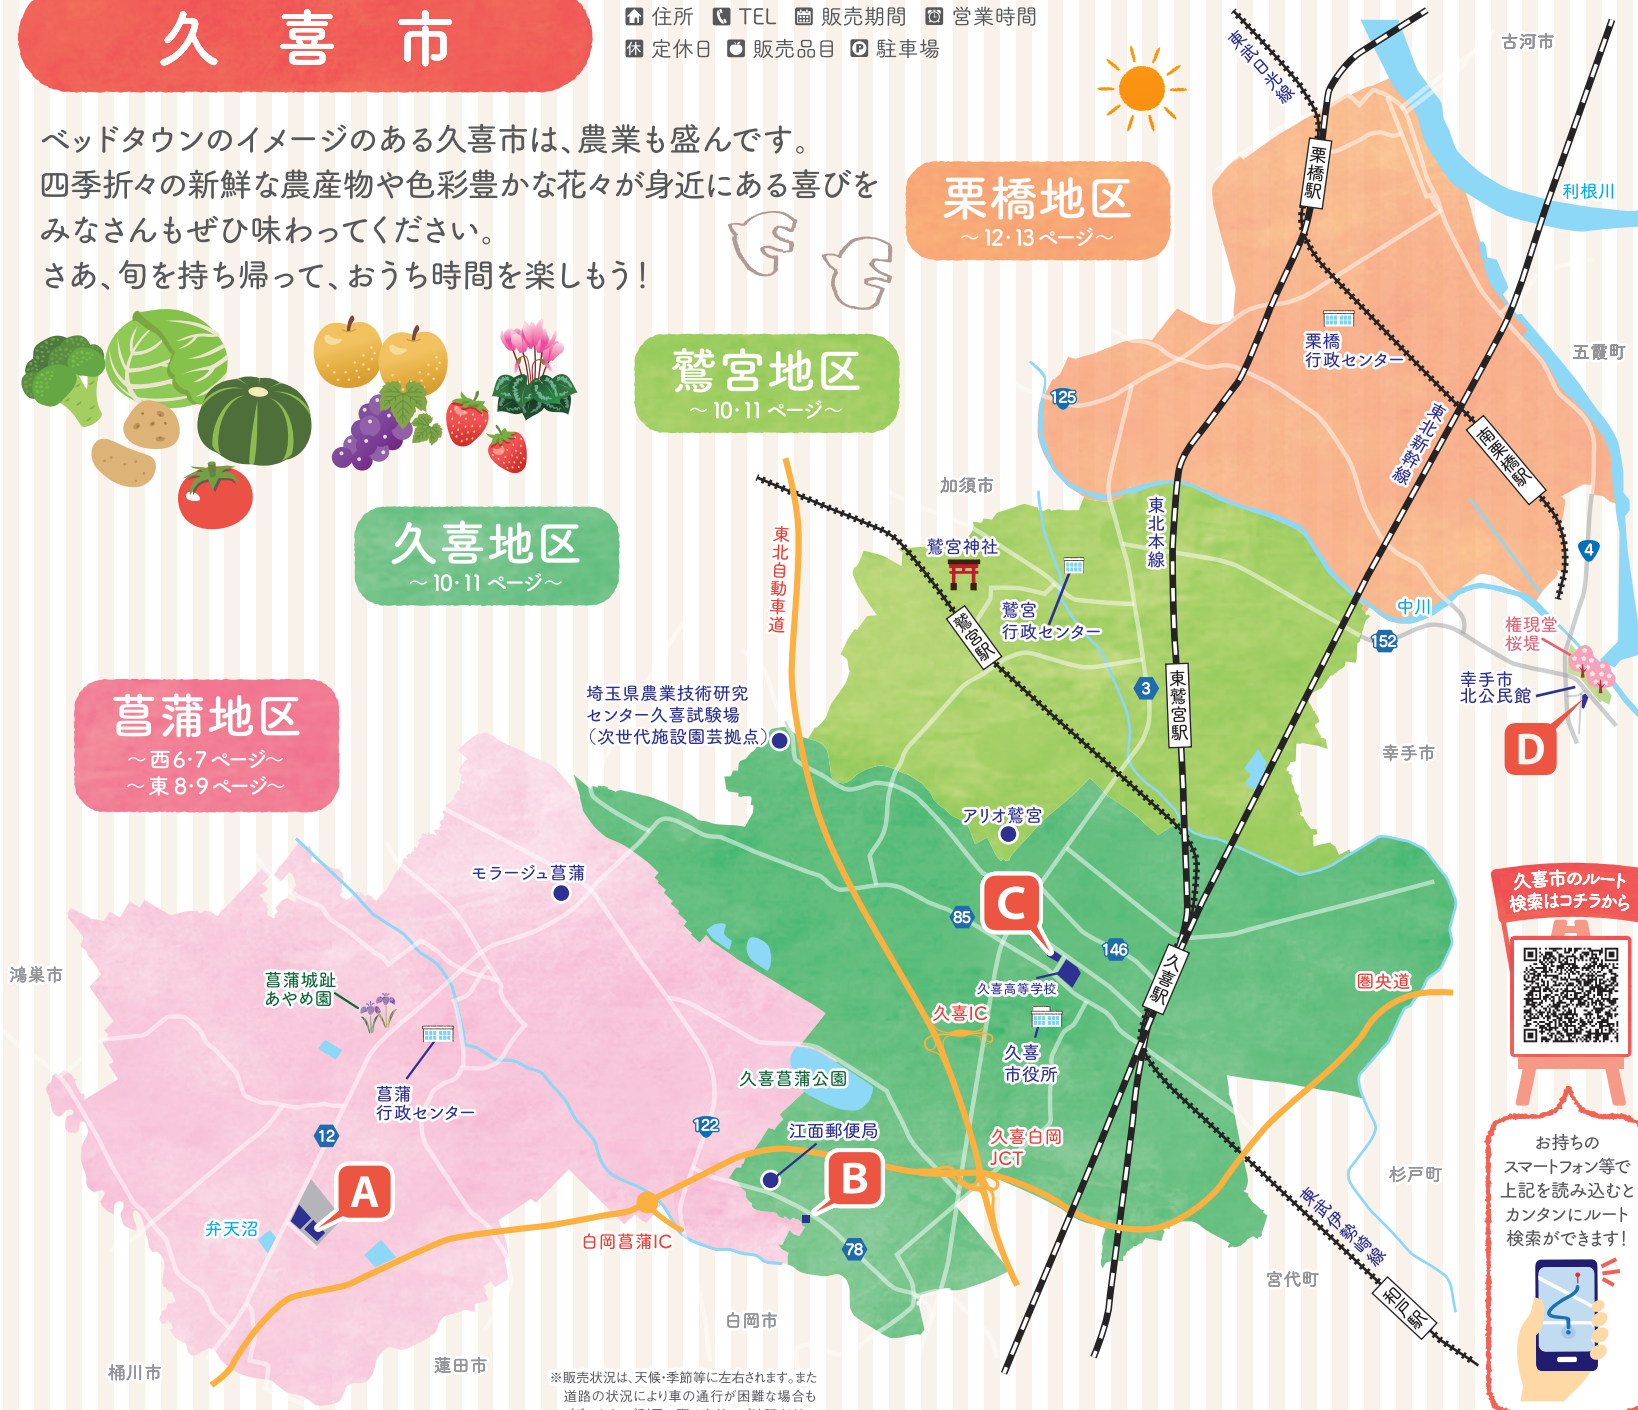 久喜市
住所 TEL 販売期間 営業時間
休 定休日 販売品目 P 駐車場
ベッドタウンのイメージのある久喜市は、農業も盛んです。
四季折々の新鮮な農産物や色彩豊かな花々が身近にある喜びを
みなさんもぜひ味わってください。
さあ、旬を持ち帰って、おうち時間を楽しもう！
栗橋地区
～12・13ページ～
鷲宮地区
～10・11ページ～
久喜地区
～10・11ページ～
菖蒲地区
～西6・7ページ～
～東8・9ページ～
東武日光線
古河市
栗橋駅
利根川
栗橋
行政センター
五霞町
125
東北新幹線
南栗橋駅
加須市
東北自動車道
鷲宮神社
東北本線
4
鷲宮
行政センター
鷲宮駅
中川
152
権現堂
桜堤
3
東鷲宮駅
幸手市
北公民館
埼玉県農業技術研究
センター久喜試験場
（次世代施設園芸拠点）
幸手市
D
アリオ鷲宮
モラージュ菖蒲
C
85
146
久喜市のルート
検索はコチラから
鴻巣市
菖蒲城趾
あやめ園
久喜高等学校
久喜駅
圏央道
久喜IC
久喜
市役所
久喜菖蒲公園
菖蒲
行政センター
122
12
江面郵便局
久喜白岡
JCT
A
B
杉戸町
弁天沼
白岡菖蒲IC
78
東武伊勢崎線
お持ちの
スマートフォン等で
上記を読み込むと
カンタンにルート
検索ができます！
宮代町
和戸駅
白岡市
蓮田市
桶川市
※販売状況は、天候・季節等に左右されます。また
道路の状況により車の通行が困難な場合も